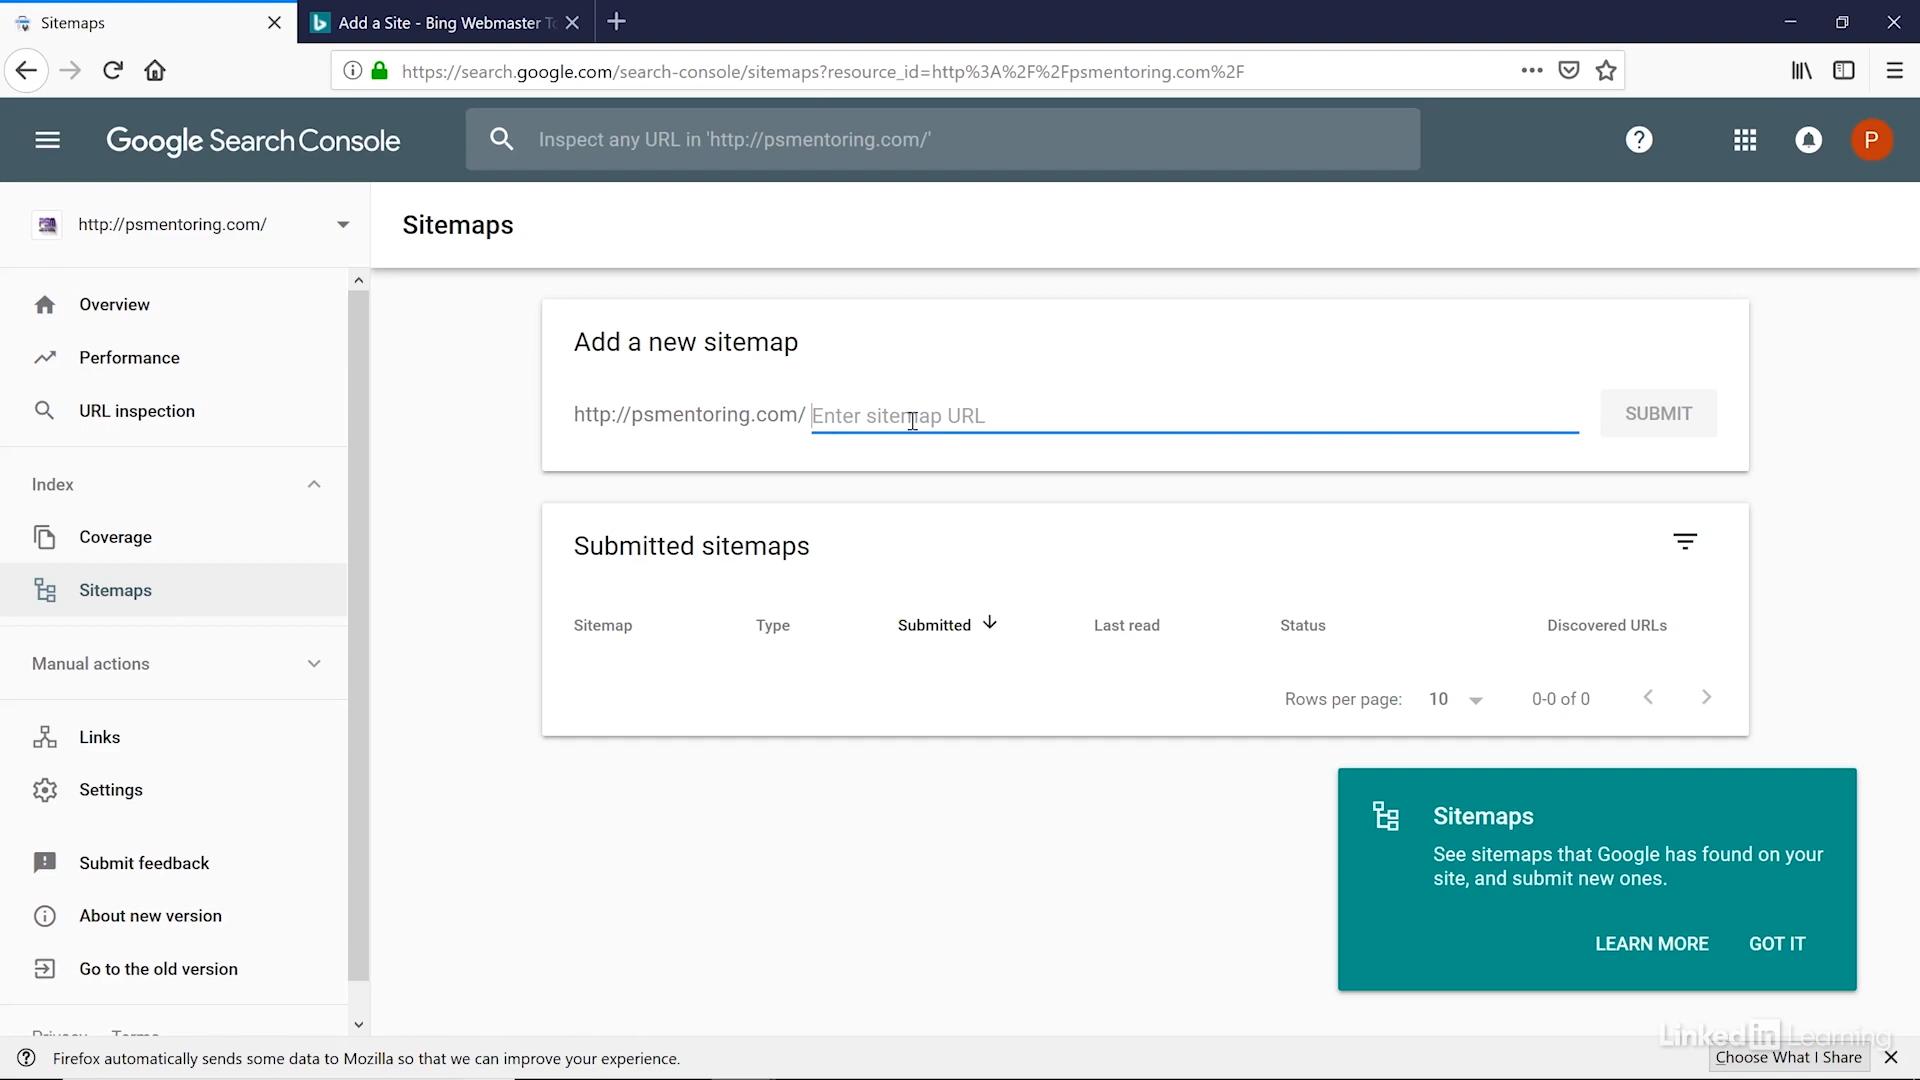 Sitemaps
Add a Site - Bing Webmaster To
https://search.google.com/search-console/sitemaps?resource_id=http%3A%2F%2Fpsmentoring.com%2F
Google Search Console
Inspect any URL in 'http://psmentoring.com/'
P
http://psmentoring.com/
Sitemaps
Overview
Performance
URL inspection
Index
Coverage
Sitemaps
Manual actions
Links
Settings
Submit feedback
About new version
Go to the old version
Privacy Terms
Add a new sitemap
http://psmentoring.com/ Enter sitemap URL
SUBMIT
Submitted sitemaps
Sitemap Type Submitted Last read Status Discovered URLs
Rows per page: 10 0-0 of 0
Sitemaps
See sitemaps that Google has found on your
site, and submit new ones.
LEARN MORE GOT IT
LinkedIn Learning
Firefox automatically sends some data to Mozilla so that we can improve your experience.
Choose What I Share